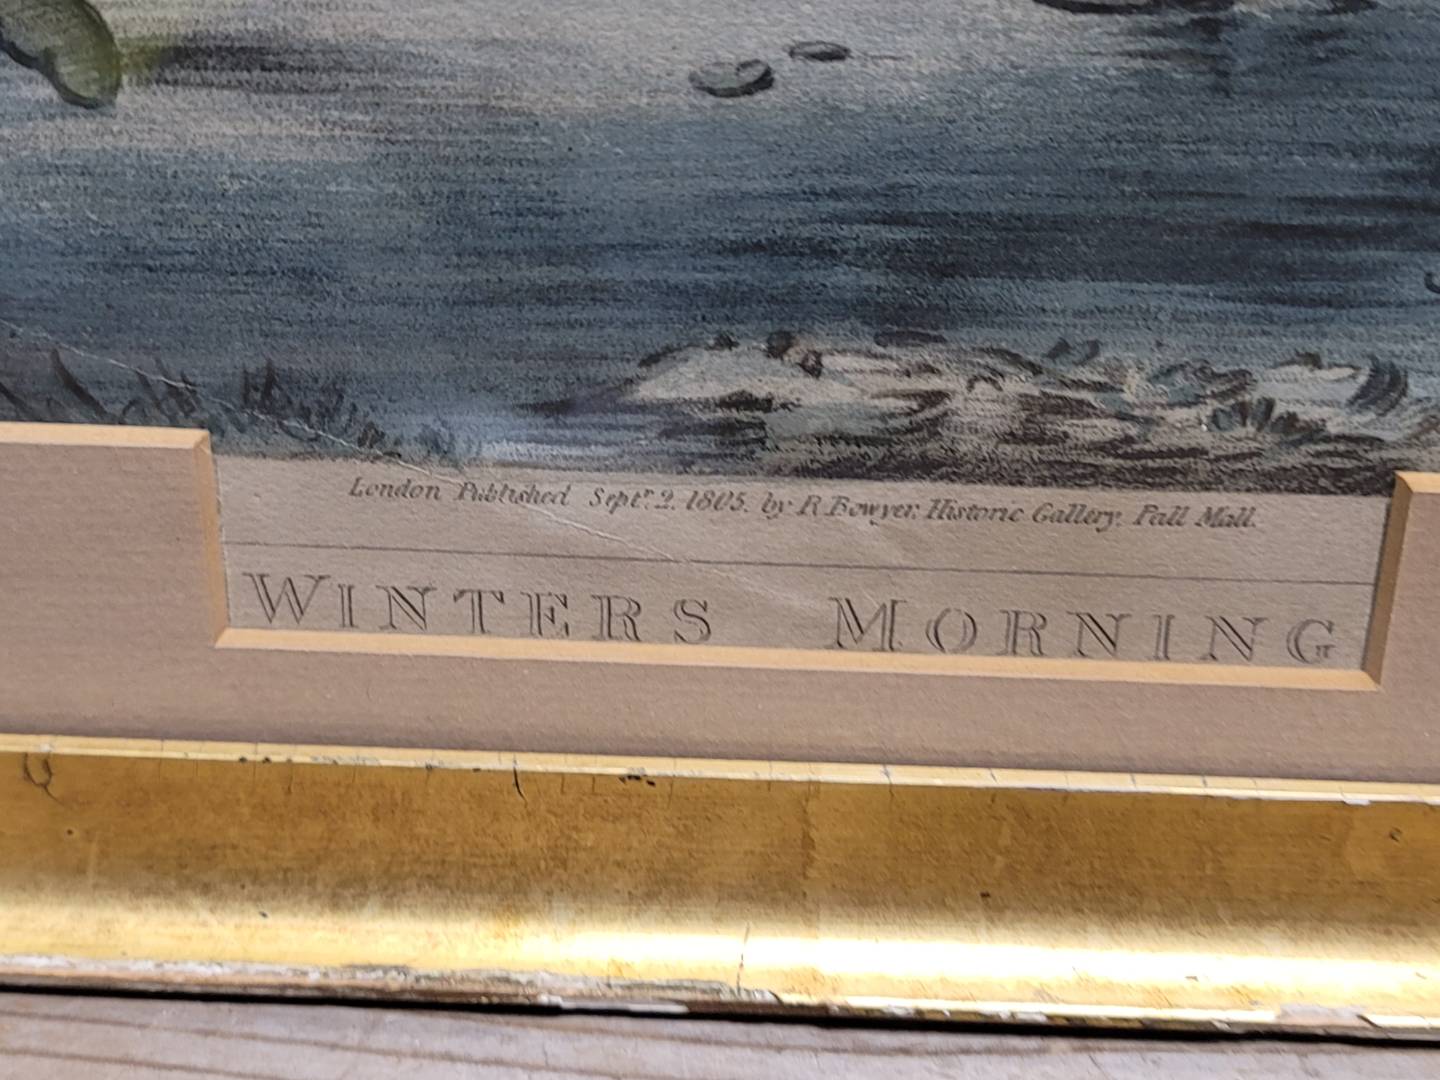 London Published Septr. 2. 1805. by R Bowyer, Historic Gallery, Pall Mall.
WINTERS MORNING